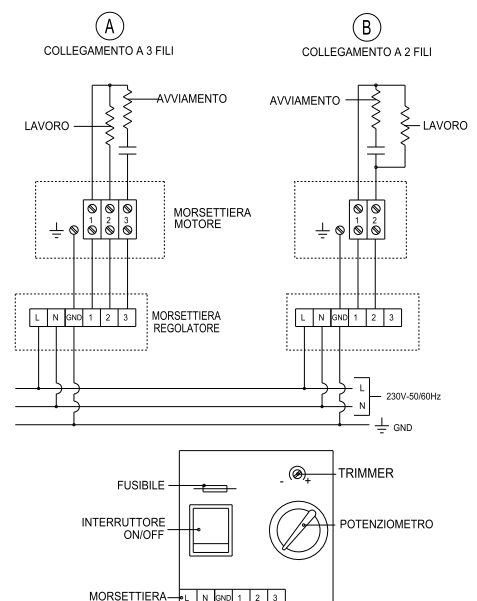 A
COLLEGAMENTO A 3 FILI
AVVIAMENTO
LAVORO
1 2 3
MORSETTIERA
MOTORE
L N GND 1 2 3
MORSETTIERA
REGOLATORE
B
COLLEGAMENTO A 2 FILI
AVVIAMENTO
LAVORO
1 2
L N GND 1 2 3
L
N
230V-50/60Hz
GND
- +
TRIMMER
FUSIBILE
INTERRUTTORE
ON/OFF
POTENZIOMETRO
MORSETTIERA
L N GND 1 2 3